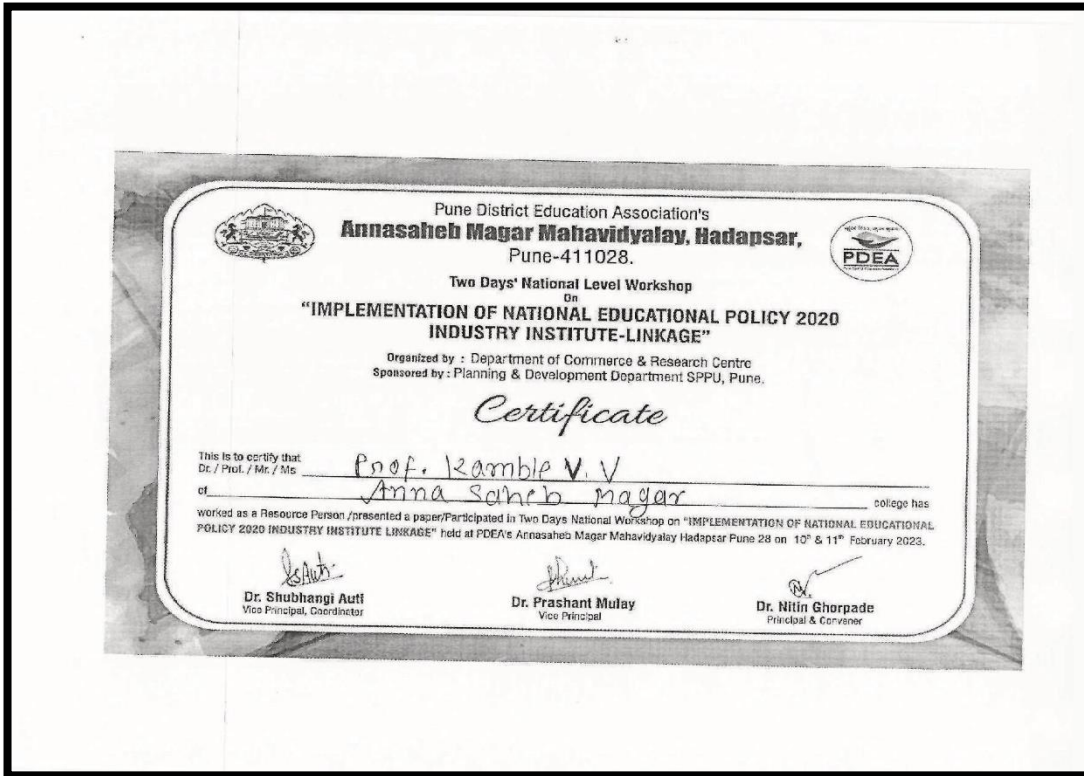 Pune District Education Association's
Annasaheb Magar Mahavidyalay, Hadapsar,
Pune-411028.
PDEA
Two Days' National Level Workshop
On
"IMPLEMENTATION OF NATIONAL EDUCATIONAL POLICY 2020
INDUSTRY INSTITUTE-LINKAGE"
Organized by : Department of Commerce & Research Centre
Sponsored by : Planning & Development Department SPPU, Pune.
Certificate
This is to certify that
Dr. / Prof. / Mr. / Ms Prof. Kamble V. V
of Anna Saheb Magar college has
worked as a Resource Person /presented a paper/Participated in Two Days National Workshop on "IMPLEMENTATION OF NATIONAL EDUCATIONAL
POLICY 2020 INDUSTRY INSTITUTE LINKAGE" held at PDEA's Annasaheb Magar Mahavidyalay Hadapsar Pune 28 on 10th & 11th February 2023.
Dr. Shubhangi Auti
Vice Principal, Coordinator
Dr. Prashant Mulay
Vice Principal
Dr. Nitin Ghorpade
Principal & Convener